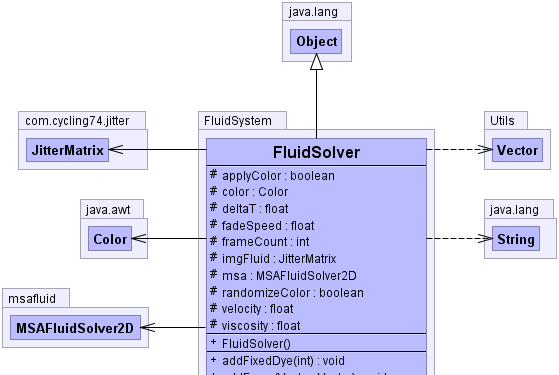 java.lang
Object
com.cycling74.jitter
JitterMatrix
FluidSystem
Utils
Vector
FluidSolver
# applyColor : boolean
# color : Color
# deltaT : float
# fadeSpeed : float
# frameCount : int
# imgFluid : JitterMatrix
# msa : MSAFluidSolver2D
# randomizeColor : boolean
# velocity : float
# viscosity : float
+ FluidSolver()
+ addFixedDye(int) : void
java.awt
Color
java.lang
String
msafluid
MSAFluidSolver2D